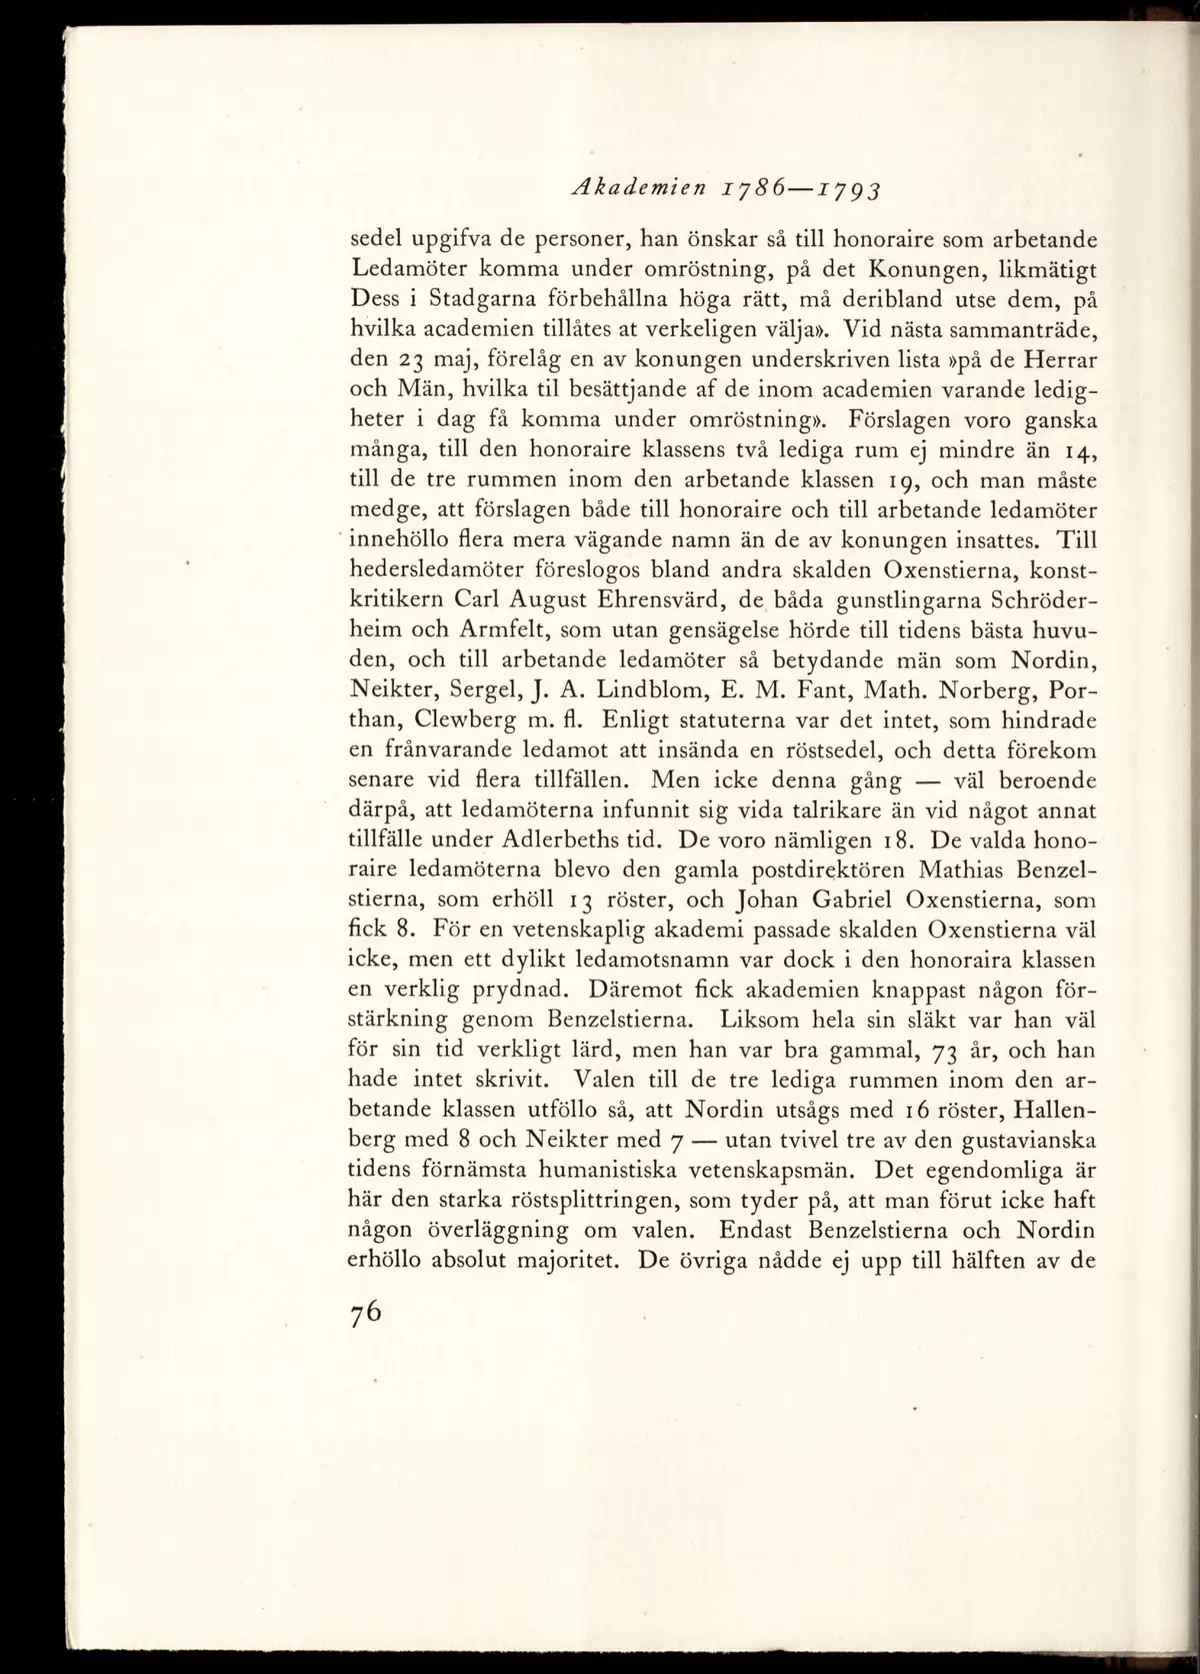 Akademien 1786—1793
sedel upgifva de personer, han önskar så till honoraire som arbetande
Ledamöter komma under omröstning, på det Konungen, likmätigt
Dess i Stadgarna förbehållna höga rätt, må deribland utse dem, på
hvilka academien tillåtes at verkeligen välja». Vid nästa sammanträde,
den 23 maj, förelåg en av konungen underskriven lista »på de Herrar
och Män, hvilka til besättjande af de inom academien varande ledig-
heter i dag få komma under omröstning». Förslagen voro ganska
många, till den honoraire klassens två lediga rum ej mindre än 14,
till de tre rummen inom den arbetande klassen 19, och man måste
medge, att förslagen både till honoraire och till arbetande ledamöter
innehöllo flera mera vägande namn än de av konungen insattes. Till
hedersledamöter föreslogos bland andra skalden Oxenstierna, konst-
kritikern Carl August Ehrensvärd, de båda gunstlingarna Schröder-
heim och Armfelt, som utan gensägelse hörde till tidens bästa huvu-
den, och till arbetande ledamöter så betydande män som Nordin,
Neikter, Sergel, J. A. Lindblom, E. M. Fant, Math. Norberg, Por-
than, Clewberg m. fl. Enligt statuterna var det intet, som hindrade
en frånvarande ledamot att insända en röstsedel, och detta förekom
senare vid flera tillfällen. Men icke denna gång — väl beroende
därpå, att ledamöterna infunnit sig vida talrikare än vid något annat
tillfälle under Adlerbeths tid. De voro nämligen 18. De valda hono-
raire ledamöterna blevo den gamla postdirektören Mathias Benzel-
stierna, som erhöll 13 röster, och Johan Gabriel Oxenstierna, som
fick 8. För en vetenskaplig akademi passade skalden Oxenstierna väl
icke, men ett dylikt ledamotsnamn var dock i den honoraira klassen
en verklig prydnad. Däremot fick akademien knappast någon för-
stärkning genom Benzelstierna. Liksom hela sin släkt var han väl
för sin tid verkligt lärd, men han var bra gammal, 73 år, och han
hade intet skrivit. Valen till de tre lediga rummen inom den ar-
betande klassen utföllo så, att Nordin utsågs med 16 röster, Hallen-
berg med 8 och Neikter med 7 — utan tvivel tre av den gustavianska
tidens förnämsta humanistiska vetenskapsmän. Det egendomliga är
här den starka röstsplittringen, som tyder på, att man förut icke haft
någon överläggning om valen. Endast Benzelstierna och Nordin
erhöllo absolut majoritet. De övriga nådde ej upp till hälften av de
76